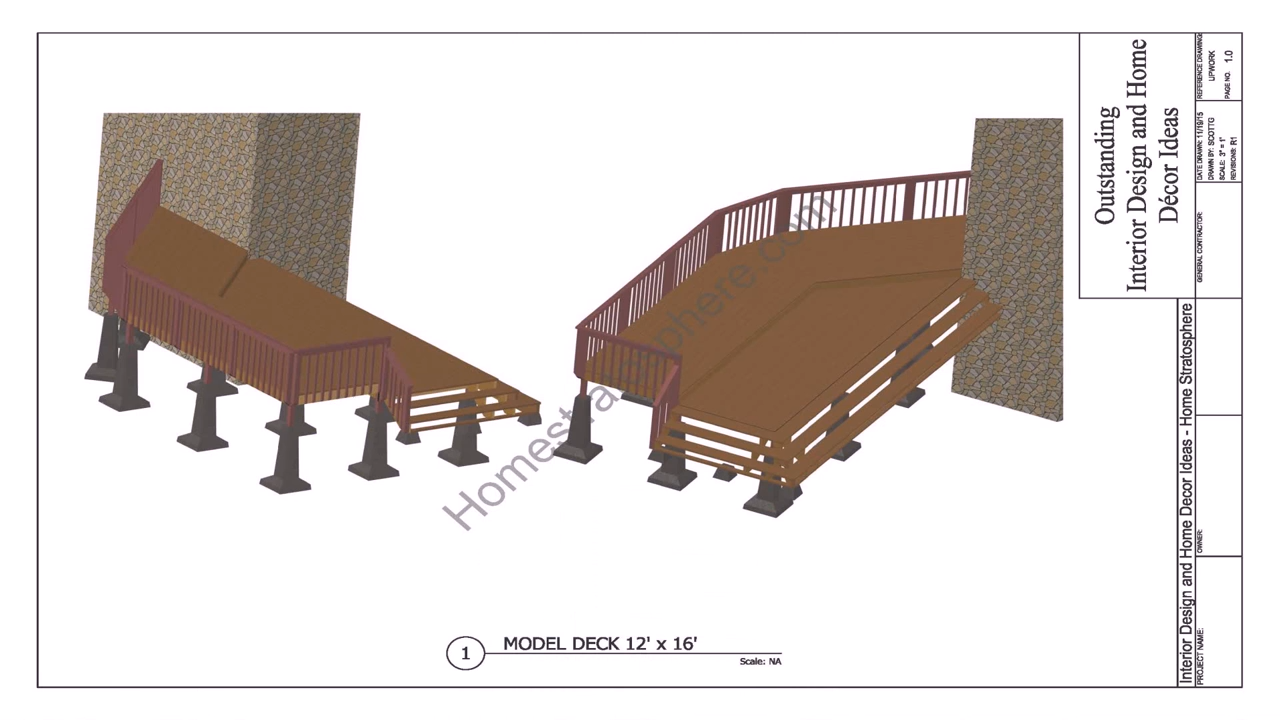 Outstanding
Interior Design and Home
Décor Ideas
REFERENCE DRAWING:
UPWORK
PAGE NO. 1.0
DATE DRAWN: 11/19/15
DRAWN BY: SCOTTG
SCALE: 3" = 1"
REVISIONS: R1
GENERAL CONTRACTOR:
Interior Design and Home Decor Ideas - Home Stratosphere
OWNER:
PROJECT NAME:
Homestratosphere.com
1
MODEL DECK 12' x 16'
Scale: NA